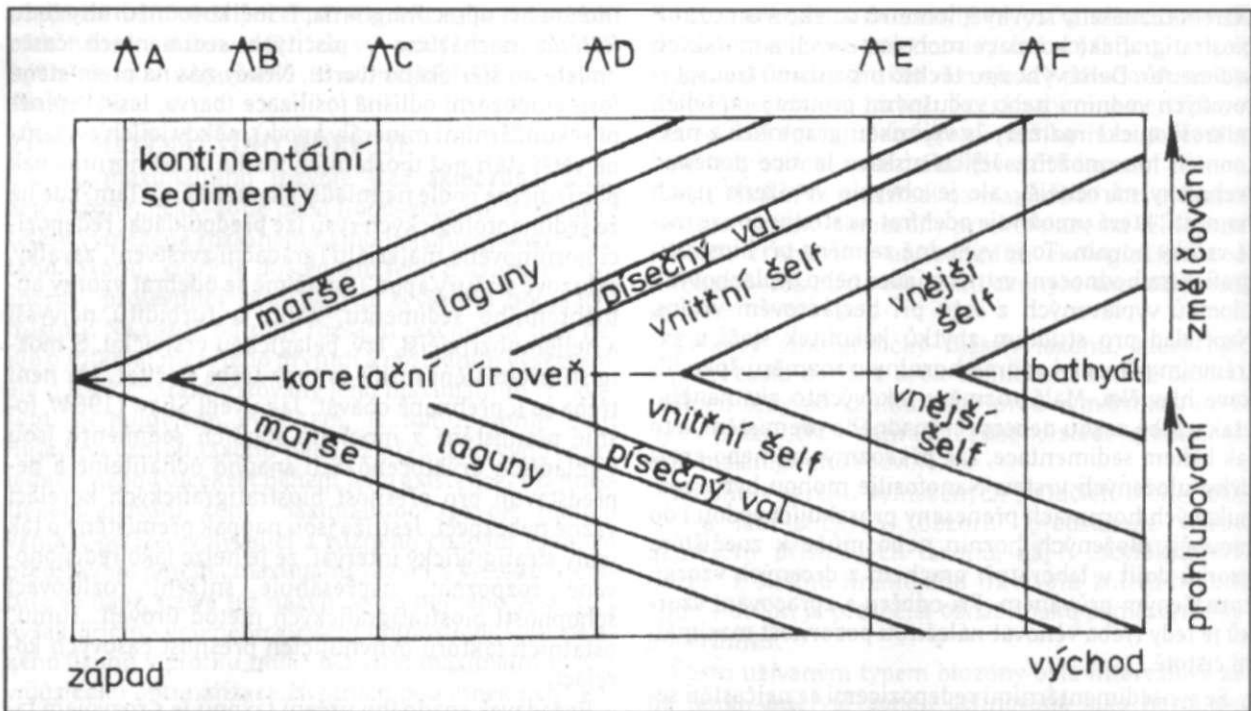 A
B
C
D
E
F
kontinentální
sedimenty
marše
laguny
písečný val
vnitřní šelf
vnější
šelf
změlčování
korelační úroveň
bathyál
marše
laguny
písečný val
vnitřní šelf
vnější
šelf
prohlubování
západ
východ